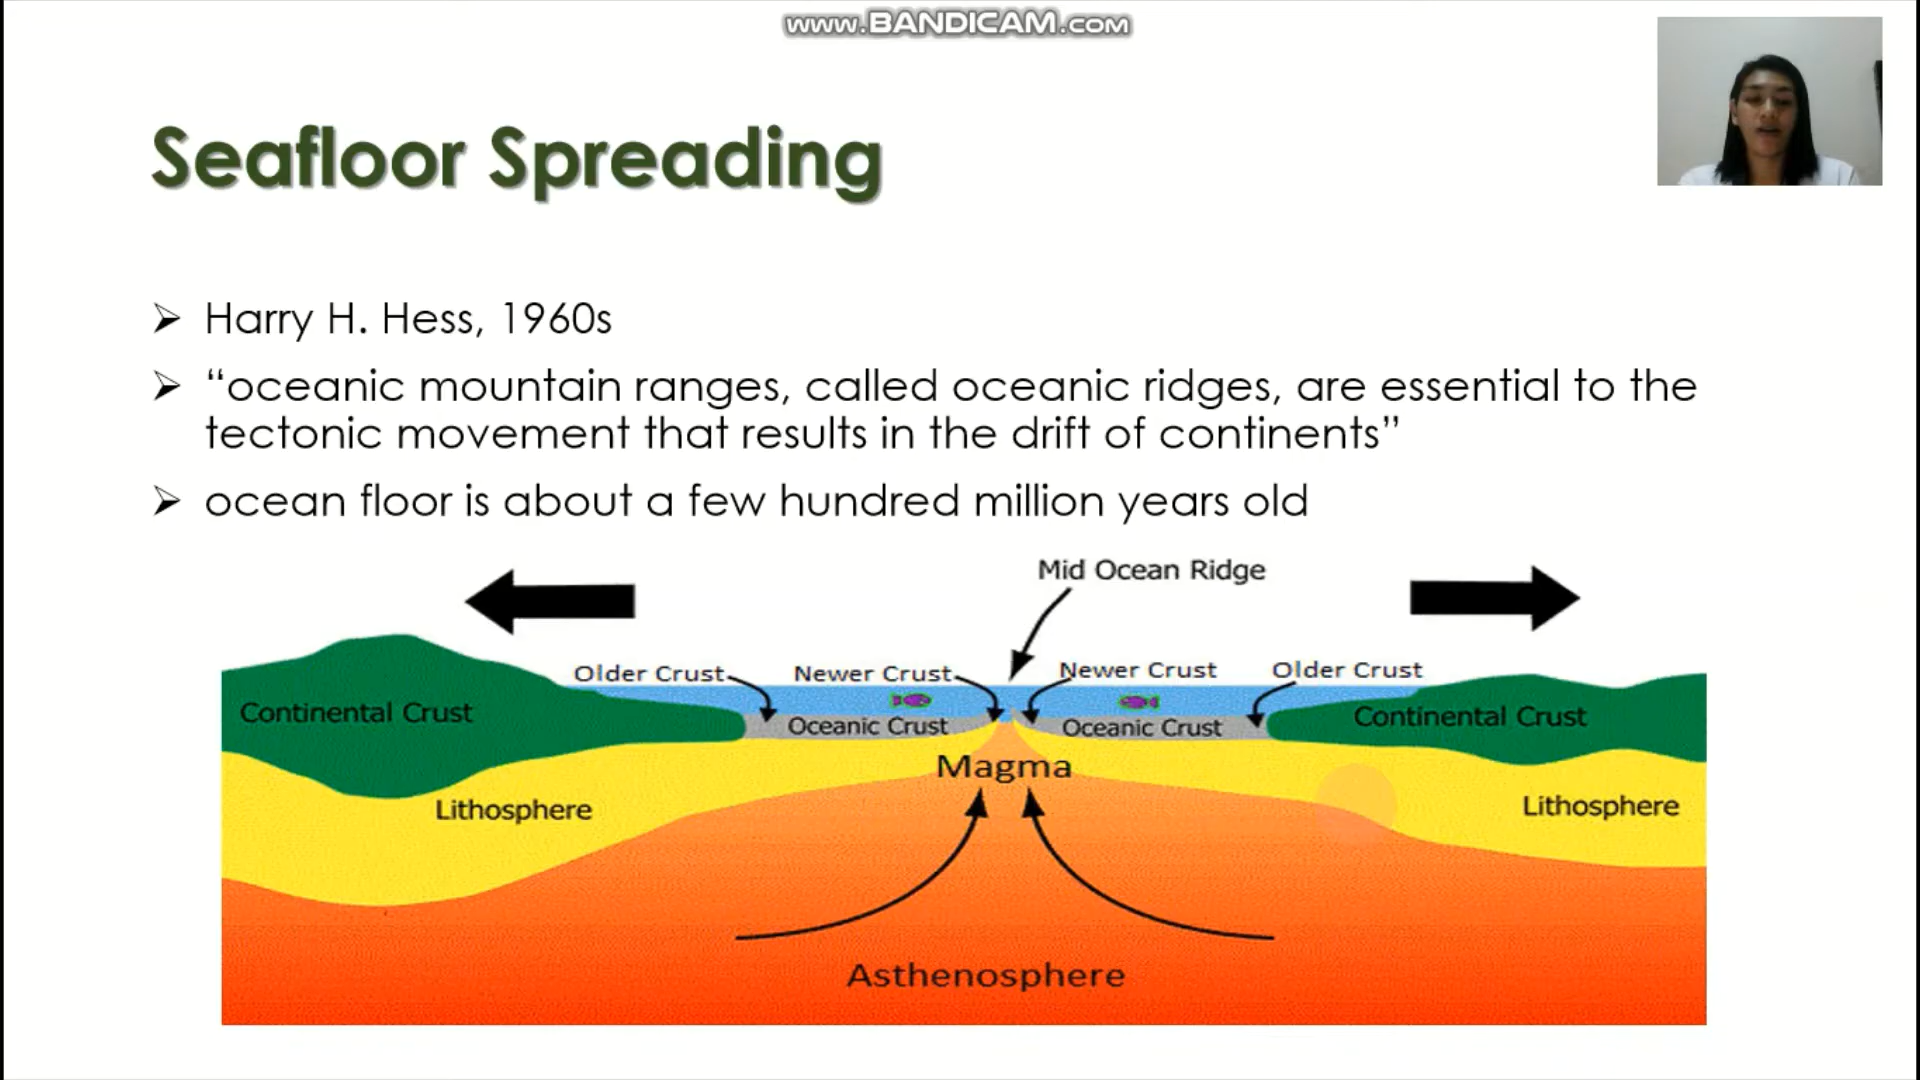 www.BANDICAM.com
Seafloor Spreading
➢ Harry H. Hess, 1960s
➢ “oceanic mountain ranges, called oceanic ridges, are essential to the
tectonic movement that results in the drift of continents”
➢ ocean floor is about a few hundred million years old
Mid Ocean Ridge
Older Crust Newer Crust Newer Crust Older Crust
Continental Crust Oceanic Crust Oceanic Crust Continental Crust
Magma
Lithosphere Lithosphere
Asthenosphere